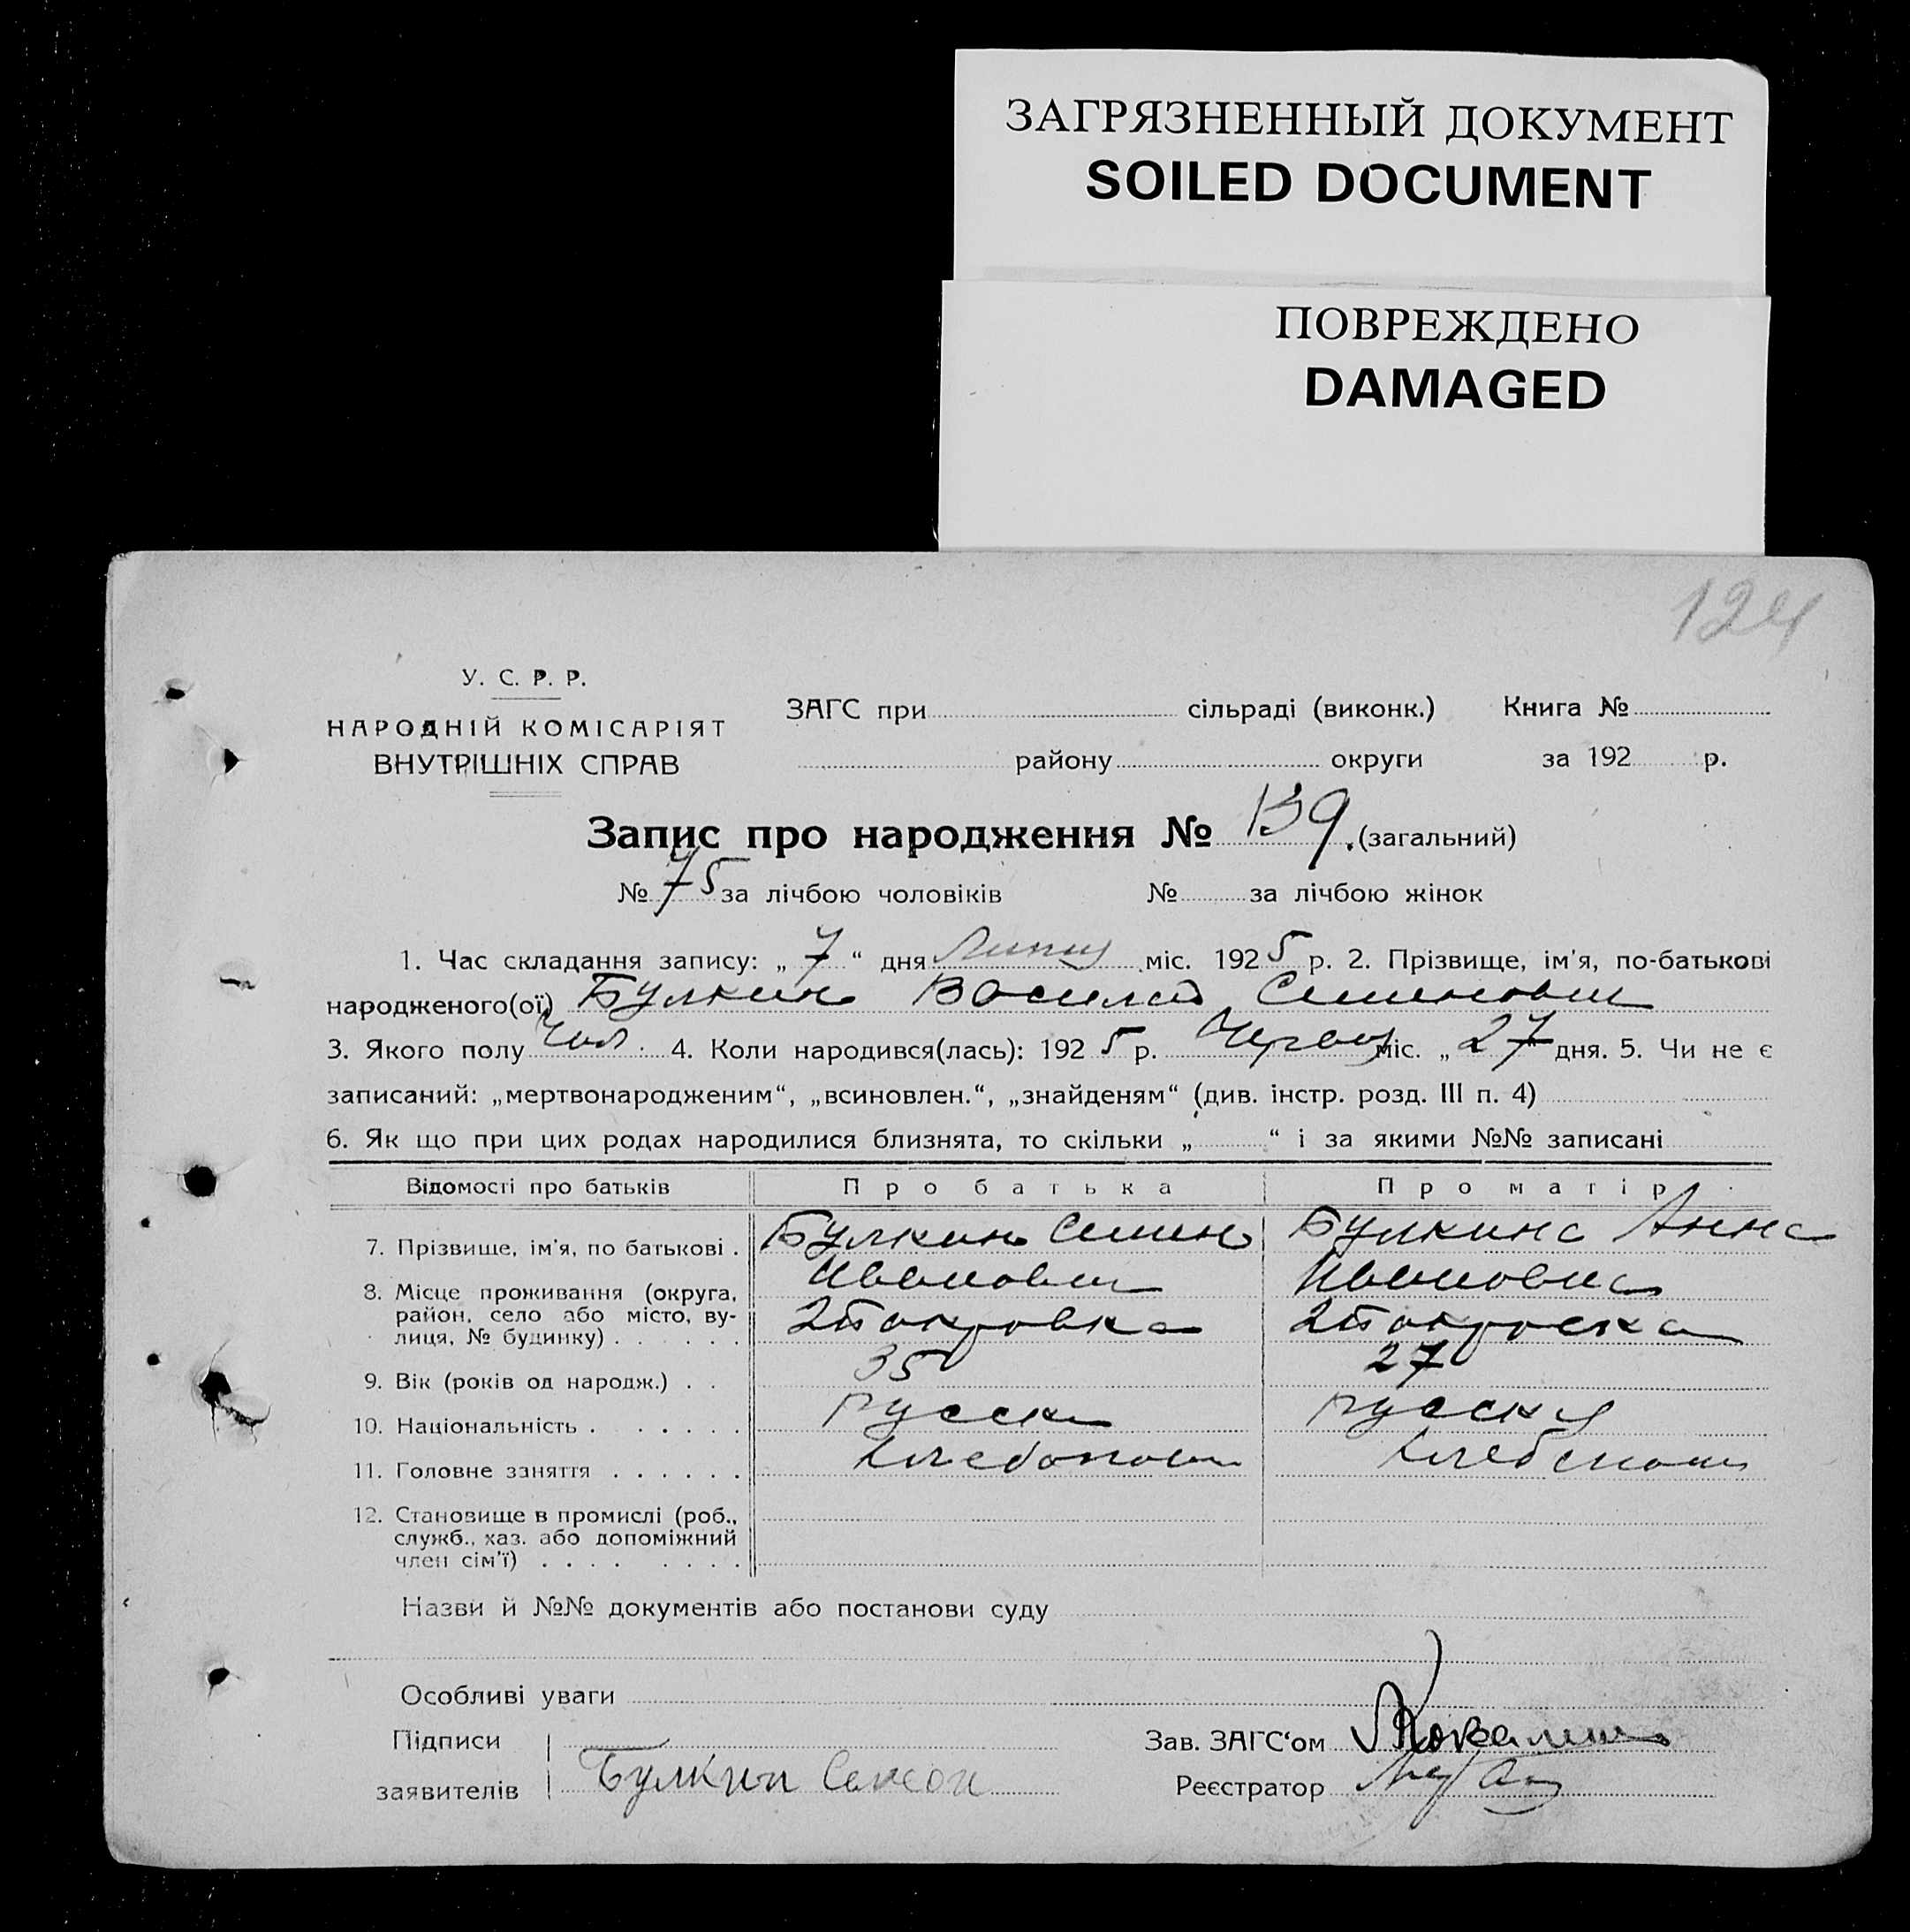 ЗАГРЯЗНЕННЫЙ ДОКУМЕНТ
SOILED DOCUMENT
ПОВРЕЖДЕНО
DAMAGED
124
У. С. Р. Р.
НАРОДНІЙ КОМІСАРІЯТ
ВНУТРІШНІХ СПРАВ
ЗАГС при сільраді (виконк.) Книга №
району округи за 192 р.
Запис про народження № 139. (загальний)
№ 75 за лічбою чоловіків № за лічбою жінок
1. Час складання запису: „ 7 “ дня Липця міс. 1925 р. 2. Прізвище, ім'я, по-батькові
народженого(ої) Булкин Василий Семенович
3. Якого полу Чол. 4. Коли народився(лась): 1925 р. Червня міс. „ 27 “ дня. 5. Чи не є
записаний: „мертвонародженим“, „всиновлен.“, „знайденям“ (див. інстр. розд. III п. 4)
6. Як що при цих родах народилися близнята, то скільки „ “ і за якими №№ записані
Відомості про батьків Про батька Про матір
7. Прізвище, ім'я, по батькові . Булкин Семен Булкина Анна
Иванович Ивановна
8. Місце проживання (округа,
район, село або місто, ву-
лиця, № будинку) . . . . . . 2 Покровка 2 Покровка
9. Вік (років од народж.) . . 35 27
10. Національність . . . . . . русски русския
11. Головне заняття . . . . . . хлебопаш хлебопаш
12. Становище в промислі (роб.,
служб., хаз. або допоміжний
член сім'ї) . . . . . . . .
Назви й №№ документів або постанови суду
Особливі уваги
Підписи
заявителів Булкин Семен
Зав. ЗАГС‘ом
Реєстратор